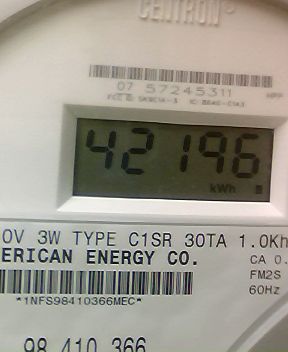 CENTRON®
07 57245311
42196
kWh
0V 3W TYPE C1SR 30TA 1.0Kh
ERICAN ENERGY CO.
CA 0.
FM2S
60Hz
*1NFS98410366MEC*
98 410 366